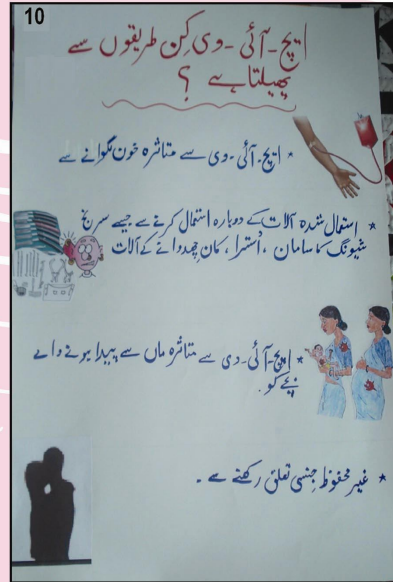 10
ایچ-آئی-وی کِن طریقوں سے
پھیلتا ہے ؟
* ایچ-آئی-وی سے متاثرہ خون لگوانے سے
* استعمال شدہ آلات کے دوبارہ استعمال کرنے سے جیسے سرنج
شیونگ کا سامان ، اُسترا ، کان چھدوانے کے آلات
* ایچ-آئی-وی سے متاثرہ ماں سے پیدا ہونے والے
بچے کو .
* غیر محفوظ جنسی تعلق رکھنے سے -